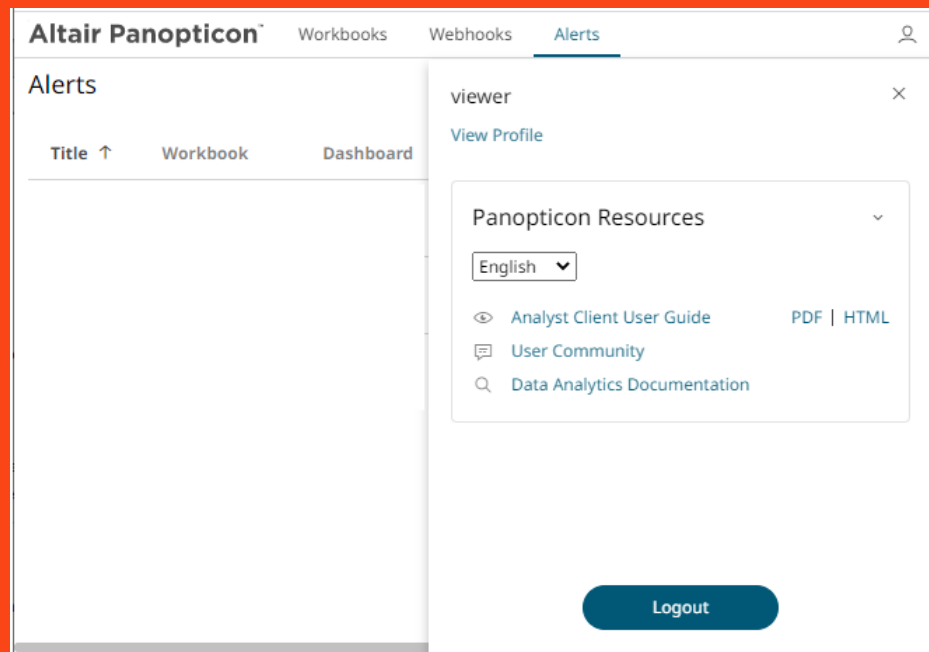 Altair Panopticon™ Workbooks Webhooks Alerts
Alerts
Title ↑ Workbook Dashboard
viewer
View Profile
Panopticon Resources
English
Analyst Client User Guide PDF | HTML
User Community
Data Analytics Documentation
Logout